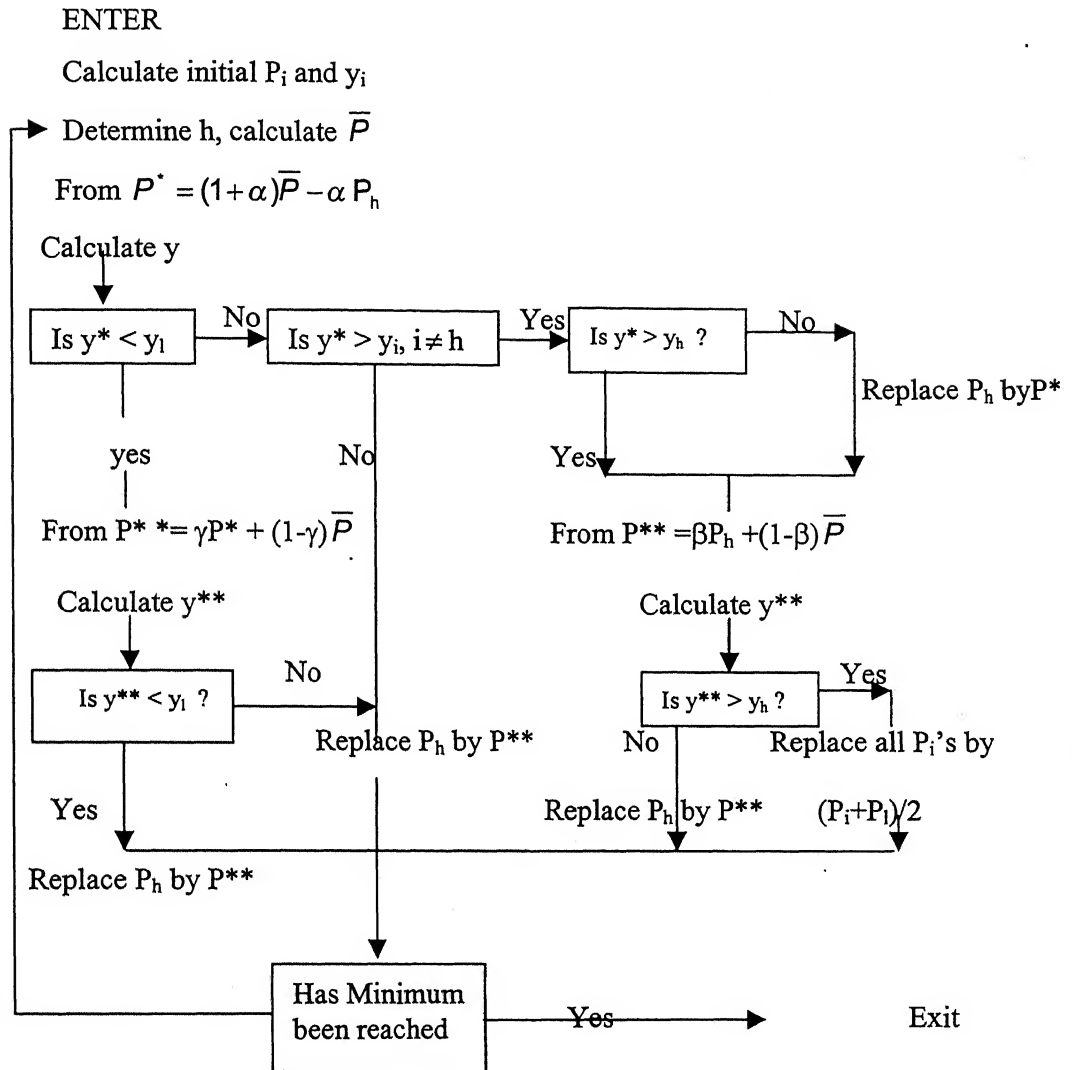 ENTER
Calculate initial Pi and yi
Determine h, calculate P̅
From P* = (1+α)P̅ − α Ph
Calculate y
Is y* < yl
No
Is y* > yi, i≠h
Yes
Is y* > yh ?
No
Replace Ph byP*
yes
No
Yes
From P* *= γP* + (1-γ)P̅
From P** =βPh +(1-β)P̅
Calculate y**
Calculate y**
Is y** < yl ?
No
Is y** > yh ?
Yes
Replace Ph by P**
No
Replace all Pi's by
Yes
Replace Ph by P**
(Pi+Pl)/2
Replace Ph by P**
Has Minimum
been reached
Yes
Exit